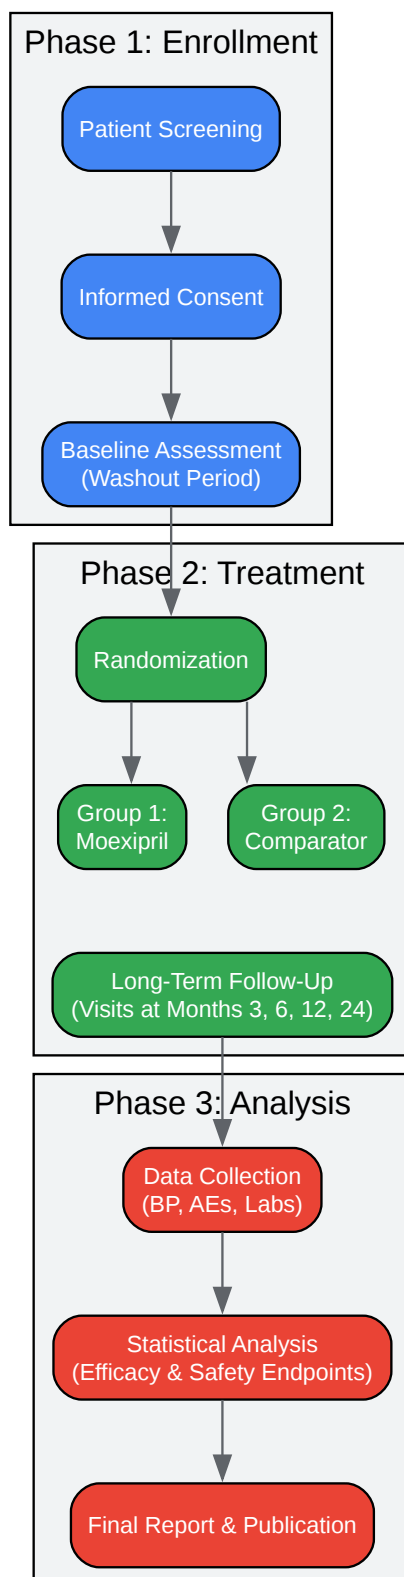 Phase 1: Enrollment
Patient Screening
Informed Consent
Baseline Assessment
(Washout Period)
Phase 2: Treatment
Randomization
Group 1:
Moexipril
Group 2:
Comparator
Long-Term Follow-Up
(Visits at Months 3, 6, 12, 24)
Phase 3: Analysis
Data Collection
(BP, AEs, Labs)
Statistical Analysis
(Efficacy & Safety Endpoints)
Final Report & Publication